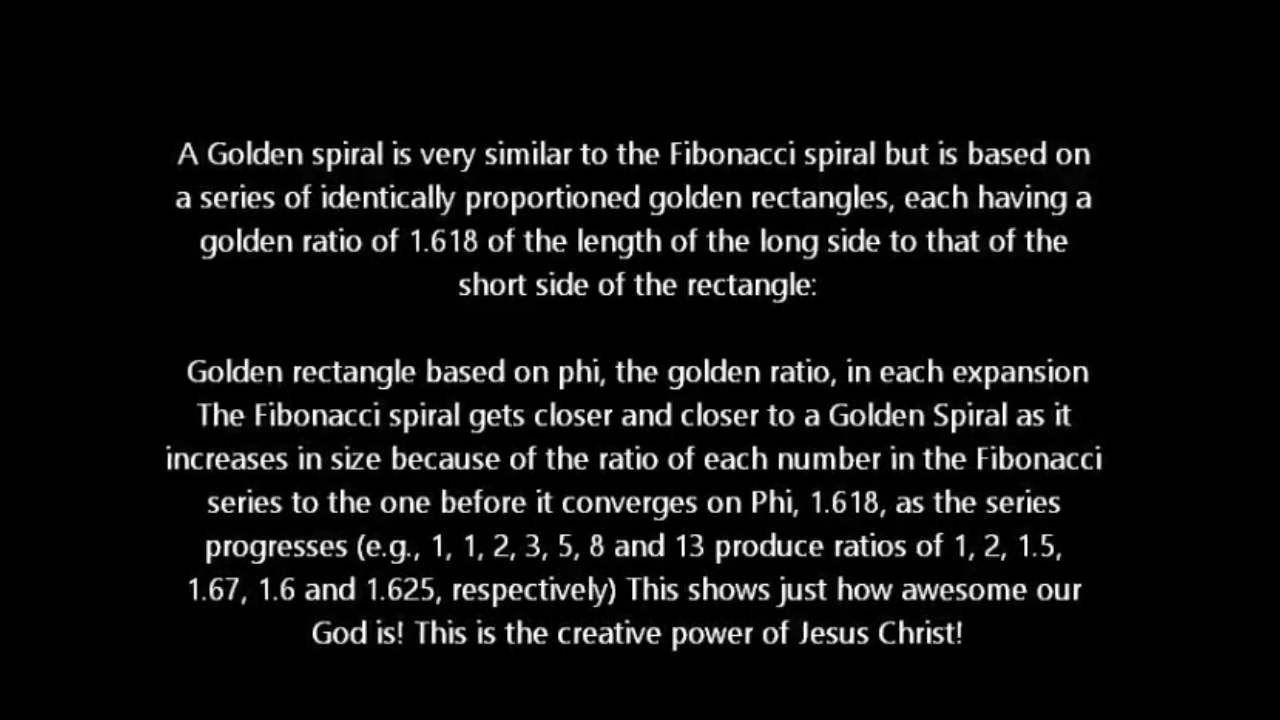 A Golden spiral is very similar to the Fibonacci spiral but is based on
a series of identically proportioned golden rectangles, each having a
golden ratio of 1.618 of the length of the long side to that of the
short side of the rectangle:
Golden rectangle based on phi, the golden ratio, in each expansion
The Fibonacci spiral gets closer and closer to a Golden Spiral as it
increases in size because of the ratio of each number in the Fibonacci
series to the one before it converges on Phi, 1.618, as the series
progresses (e.g., 1, 1, 2, 3, 5, 8 and 13 produce ratios of 1, 2, 1.5,
1.67, 1.6 and 1.625, respectively) This shows just how awesome our
God is! This is the creative power of Jesus Christ!